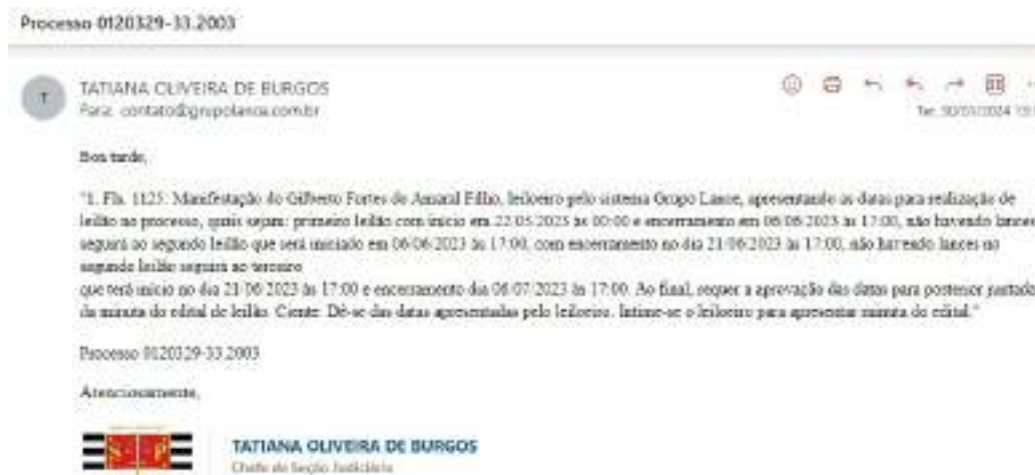 Processo 0120329-33.2003
T
TATIANA OLIVEIRA DE BURGOS
Para: contato@grupolance.com.br
Ter, 30/01/2024
Boa tarde,
"1. Fls. 1125: Manifestação do Gilberto Fortes do Amaral Filho, leiloeiro pelo sistema Grupo Lance, apresentando as datas para realização de
leilão no processo, quais sejam: primeiro leilão com início em 22.05.2023 às 00:00 e encerramento em 06/06/2023 às 17:00, não havendo lances
seguirá ao segundo leilão que será iniciado em 06/06/2023 às 17:00, com encerramento no dia 21/06/2023 às 17:00, não havendo lances no
segundo leilão seguirá ao terceiro
que terá início no dia 21/06/2023 às 17:00 e encerramento dia 06/07/2023 às 17:00. Ao final, requer a aprovação das datas para posterior juntada
da minuta do edital de leilão. Ciente. Dê-se das datas apresentadas pelo leiloeiro. Intime-se o leiloeiro para apresentar minuta do edital."
Processo 0120329-33.2003
Atenciosamente,
S P
TATIANA OLIVEIRA DE BURGOS
Chefe de Seção Judiciário